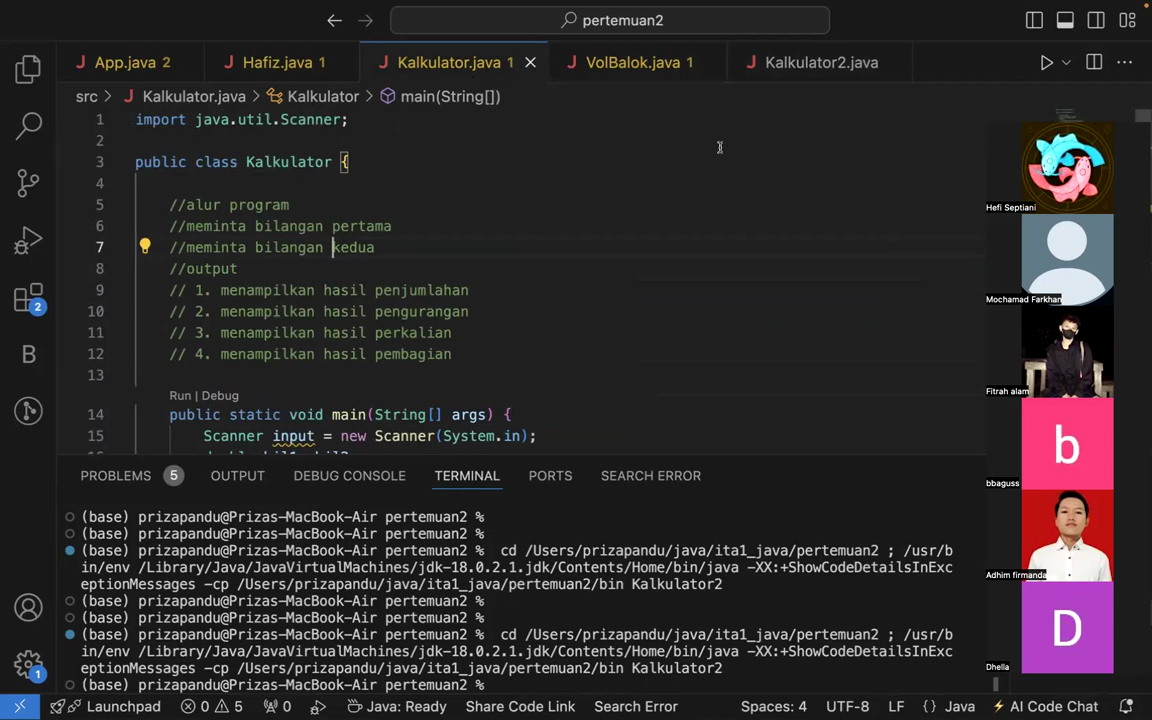 pertemuan2
App.java 2
Hafiz.java 1
Kalkulator.java 1
VolBalok.java 1
Kalkulator2.java
src > Kalkulator.java > Kalkulator > main(String[])
1 import java.util.Scanner;
2
3 public class Kalkulator {
4
5 //alur program
6 //meminta bilangan pertama
7 //meminta bilangan kedua
8 //output
9 // 1. menampilkan hasil penjumlahan
10 // 2. menampilkan hasil pengurangan
11 // 3. menampilkan hasil perkalian
12 // 4. menampilkan hasil pembagian
13
Run | Debug
14 public static void main(String[] args) {
15 Scanner input = new Scanner(System.in);
2
B
1
PROBLEMS 5 OUTPUT DEBUG CONSOLE TERMINAL PORTS SEARCH ERROR
(base) prizapandu@Prizas-MacBook-Air pertemuan2 %
(base) prizapandu@Prizas-MacBook-Air pertemuan2 %
(base) prizapandu@Prizas-MacBook-Air pertemuan2 % cd /Users/prizapandu/java/ita1_java/pertemuan2 ; /usr/b
in/env /Library/Java/JavaVirtualMachines/jdk-18.0.2.1.jdk/Contents/Home/bin/java -XX:+ShowCodeDetailsInExc
eptionMessages -cp /Users/prizapandu/java/ita1_java/pertemuan2/bin Kalkulator2
(base) prizapandu@Prizas-MacBook-Air pertemuan2 %
(base) prizapandu@Prizas-MacBook-Air pertemuan2 %
(base) prizapandu@Prizas-MacBook-Air pertemuan2 % cd /Users/prizapandu/java/ita1_java/pertemuan2 ; /usr/b
in/env /Library/Java/JavaVirtualMachines/jdk-18.0.2.1.jdk/Contents/Home/bin/java -XX:+ShowCodeDetailsInExc
eptionMessages -cp /Users/prizapandu/java/ita1_java/pertemuan2/bin Kalkulator2
(base) prizapandu@Prizas-MacBook-Air pertemuan2 %
Hefi Septiani
Mochamad Farkhan
Fitrah alam
b
bbaguss
Adhim firmanda
D
Dhella
Launchpad 0 5 0 Java: Ready Share Code Link Search Error Spaces: 4 UTF-8 LF {} Java AI Code Chat